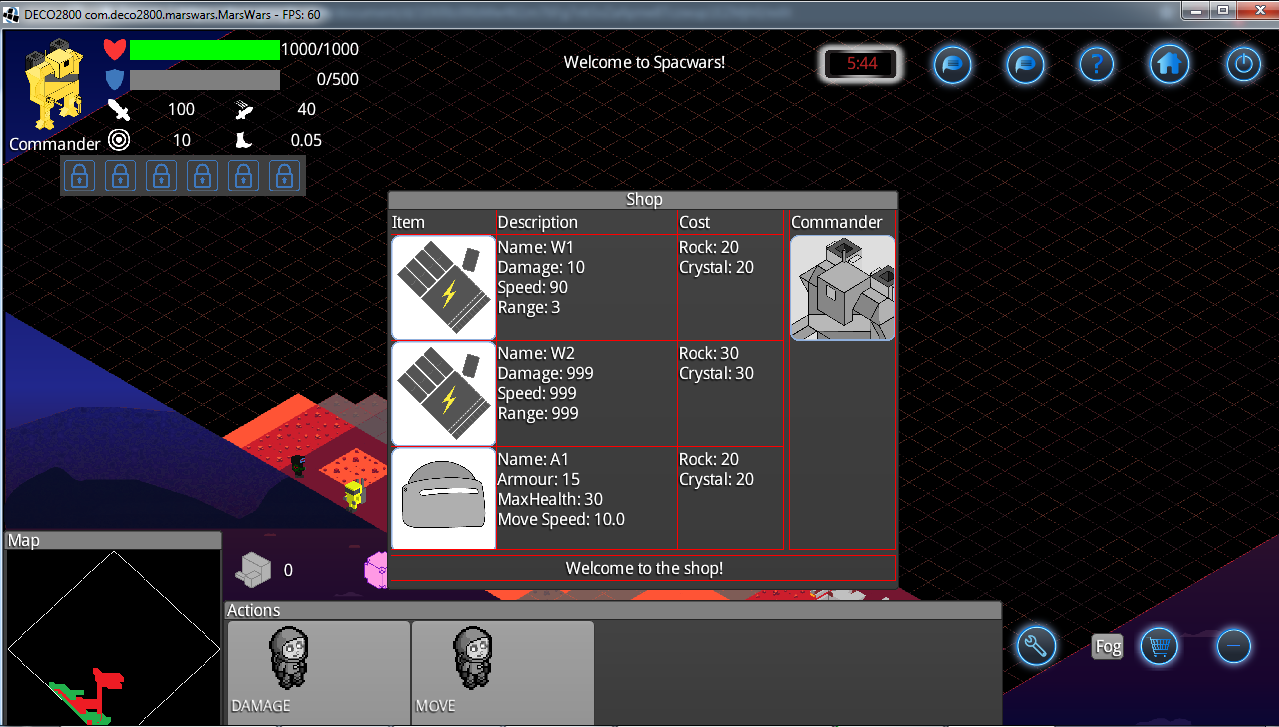 DECO2800 com.deco2800.marswars.MarsWars - FPS: 60
1000/1000
0/500
100
40
Commander
10
0.05
Welcome to Spacwars!
5:44
?
Shop
Item
Description
Cost
Commander
Name: W1
Damage: 10
Speed: 90
Range: 3
Rock: 20
Crystal: 20
Name: W2
Damage: 999
Speed: 999
Range: 999
Rock: 30
Crystal: 30
Name: A1
Armour: 15
MaxHealth: 30
Move Speed: 10.0
Rock: 20
Crystal: 20
Welcome to the shop!
Map
0
Actions
DAMAGE
MOVE
Fog